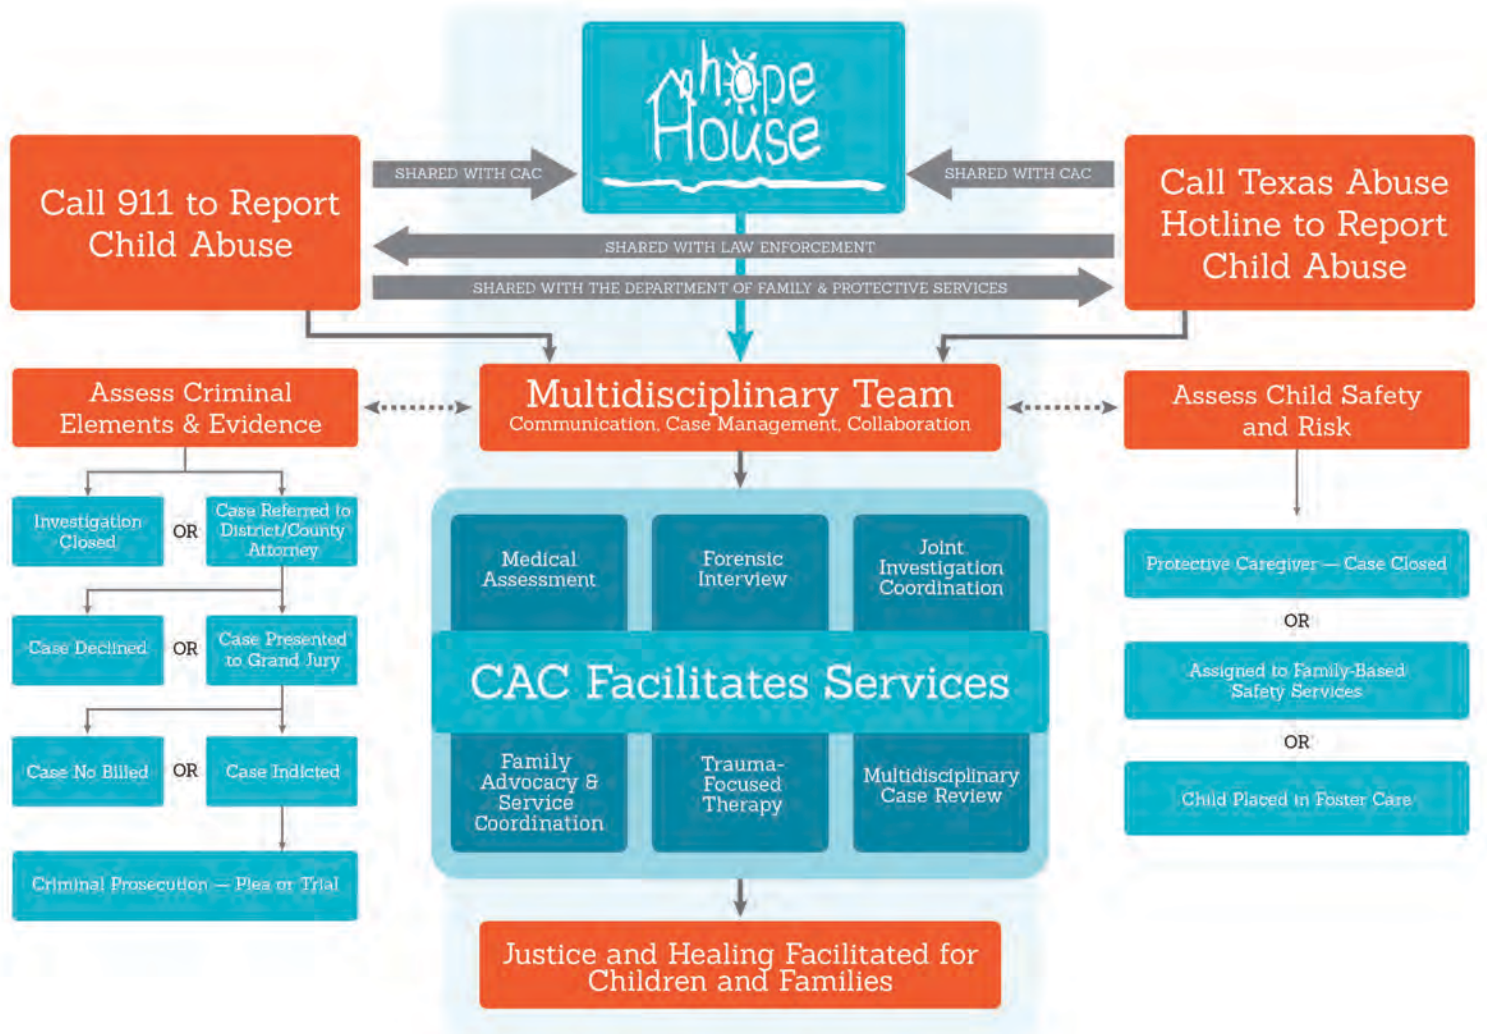 hope
House
Call 911 to Report
Child Abuse
SHARED WITH CAC
SHARED WITH CAC
Call Texas Abuse
Hotline to Report
Child Abuse
SHARED WITH LAW ENFORCEMENT
SHARED WITH THE DEPARTMENT OF FAMILY & PROTECTIVE SERVICES
Assess Criminal
Elements & Evidence
Multidisciplinary Team
Communication, Case Management, Collaboration
Assess Child Safety
and Risk
Investigation
Closed
OR
Case Referred to
District/County
Attorney
Case Declined
OR
Case Presented
to Grand Jury
Case No Billed
OR
Case Indicted
Criminal Prosecution — Plea or Trial
Medical
Assessment
Forensic
Interview
Joint
Investigation
Coordination
CAC Facilitates Services
Family
Advocacy &
Service
Coordination
Trauma-
Focused
Therapy
Multidisciplinary
Case Review
Protective Caregiver — Case Closed
OR
Assigned to Family-Based
Safety Services
OR
Child Placed in Foster Care
Justice and Healing Facilitated for
Children and Families